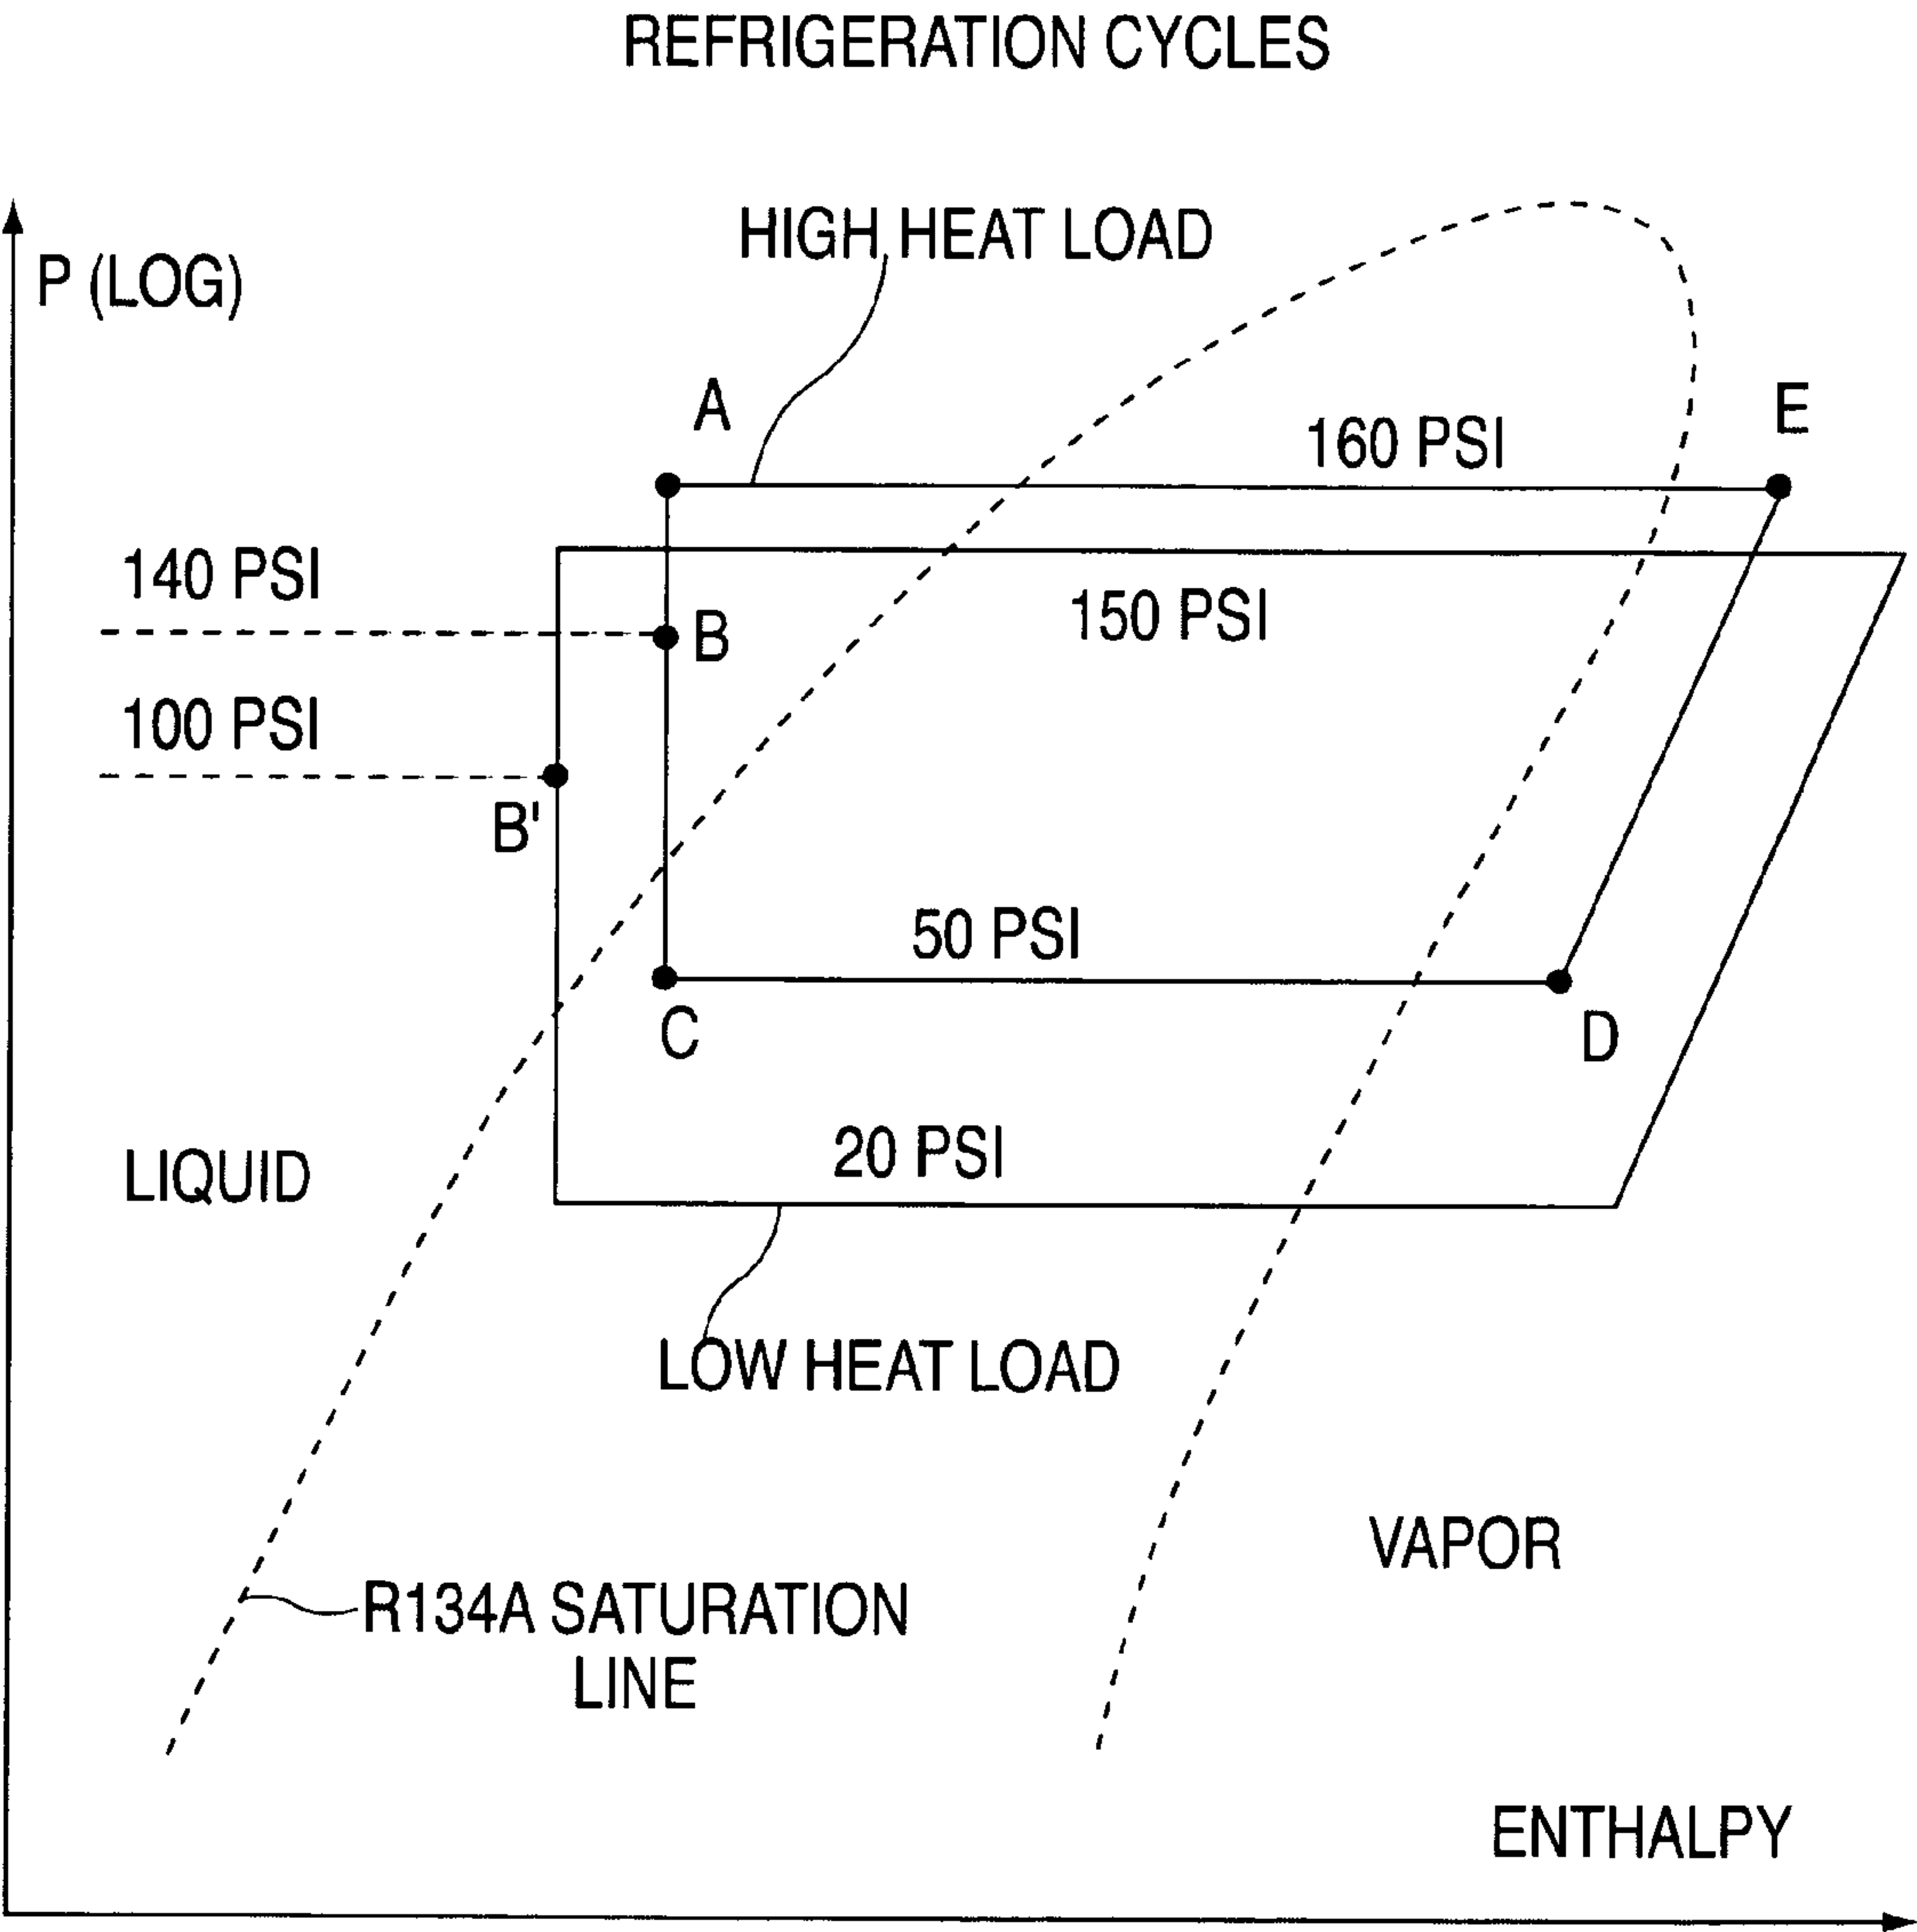 REFRIGERATION CYCLES
HIGH HEAT LOAD
P (LOG)
A
160 PSI
E
140 PSI
150 PSI
B
100 PSI
B'
50 PSI
C
D
20 PSI
LIQUID
LOW HEAT LOAD
VAPOR
R134A SATURATION
LINE
ENTHALPY